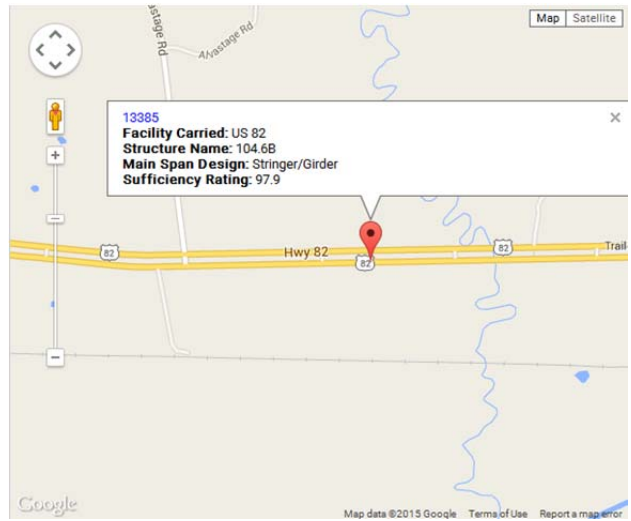 Alvastage Rd
Alvastage Rd
Map Satellite
13385
Facility Carried: US 82
Structure Name: 104.6B
Main Span Design: Stringer/Girder
Sufficiency Rating: 97.9
82
Hwy 82
82
82
Trail
Google
Map data ©2015 Google Terms of Use Report a map error